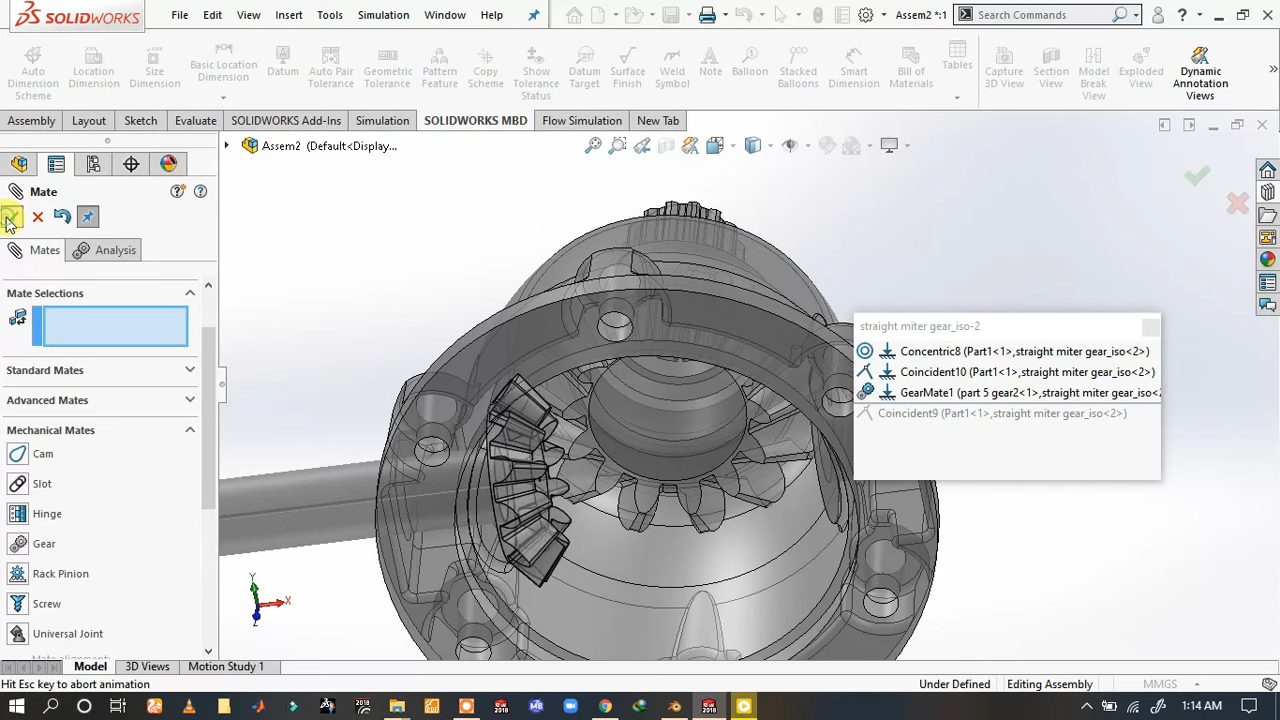 SOLIDWORKS File Edit View Insert Tools Simulation Window Help Assem2 *:1 Search Commands
Auto Dimension Scheme
Location Dimension
Size Dimension
Basic Location Dimension
Datum
Auto Pair Tolerance
Geometric Tolerance
Pattern Feature
Copy Scheme
Show Tolerance Status
Datum Target
Surface Finish
Weld Symbol
Note
Balloon
Stacked Balloons
Smart Dimension
Bill of Materials
Tables
Capture 3D View
Section View
Model Break View
Exploded View
Dynamic Annotation Views
Assembly Layout Sketch Evaluate SOLIDWORKS Add-Ins Simulation SOLIDWORKS MBD Flow Simulation New Tab
Assem2 (Default<Display...
Mate
Mates Analysis
Mate Selections
Standard Mates
Advanced Mates
Mechanical Mates
Cam
Slot
Hinge
Gear
Rack Pinion
Screw
Universal Joint
straight miter gear_iso-2
Concentric8 (Part1<1>,straight miter gear_iso<2>)
Coincident10 (Part1<1>,straight miter gear_iso<2>)
GearMate1 (part 5 gear2<1>,straight miter gear_iso<2
Coincident9 (Part1<1>,straight miter gear_iso<2>)
Y
X
Z
Model 3D Views Motion Study 1
Hit Esc key to abort animation Under Defined Editing Assembly MMGS
1:14 AM